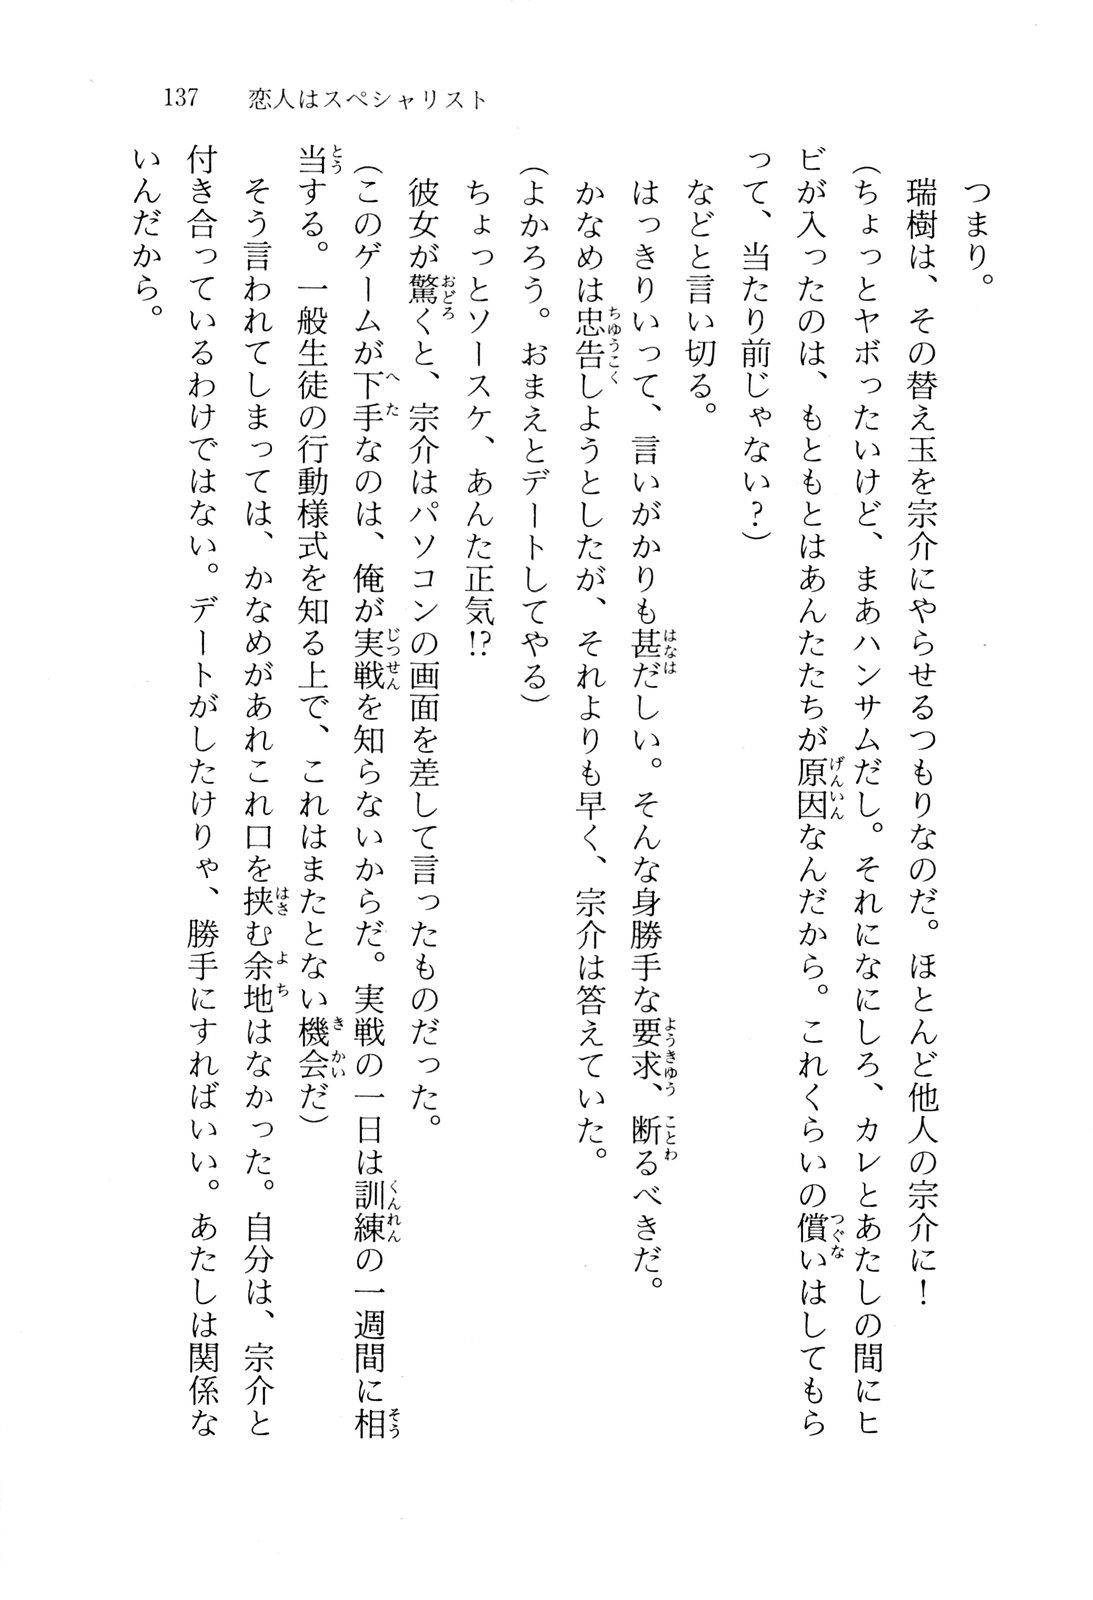 137　恋人はスペシャリスト
つまり。
瑞樹は、その替え玉を宗介にやらせるつもりなのだ。ほとんど他人の宗介に！
（ちょっとヤボったいけど、まあハンサムだし。それになにしろ、カレとあたしの間にヒ
ビが入ったのは、もともとはあんたたちが原因なんだから。これくらいの償いはしてもら
って、当たり前じゃない？）
などと言い切る。
はっきりいって、言いがかりも甚だしい。そんな身勝手な要求、断るべきだ。
かなめは忠告しようとしたが、それよりも早く、宗介は答えていた。
（よかろう。おまえとデートしてやる）
ちょっとソースケ、あんた正気!?
彼女が驚くと、宗介はパソコンの画面を差して言ったものだった。
（このゲームが下手なのは、俺が実戦を知らないからだ。実戦の一日は訓練の一週間に相
当する。一般生徒の行動様式を知る上で、これはまたとない機会だ）
そう言われてしまっては、かなめがあれこれ口を挟む余地はなかった。自分は、宗介と
付き合っているわけではない。デートがしたけりゃ、勝手にすればいい。あたしは関係な
いんだから。